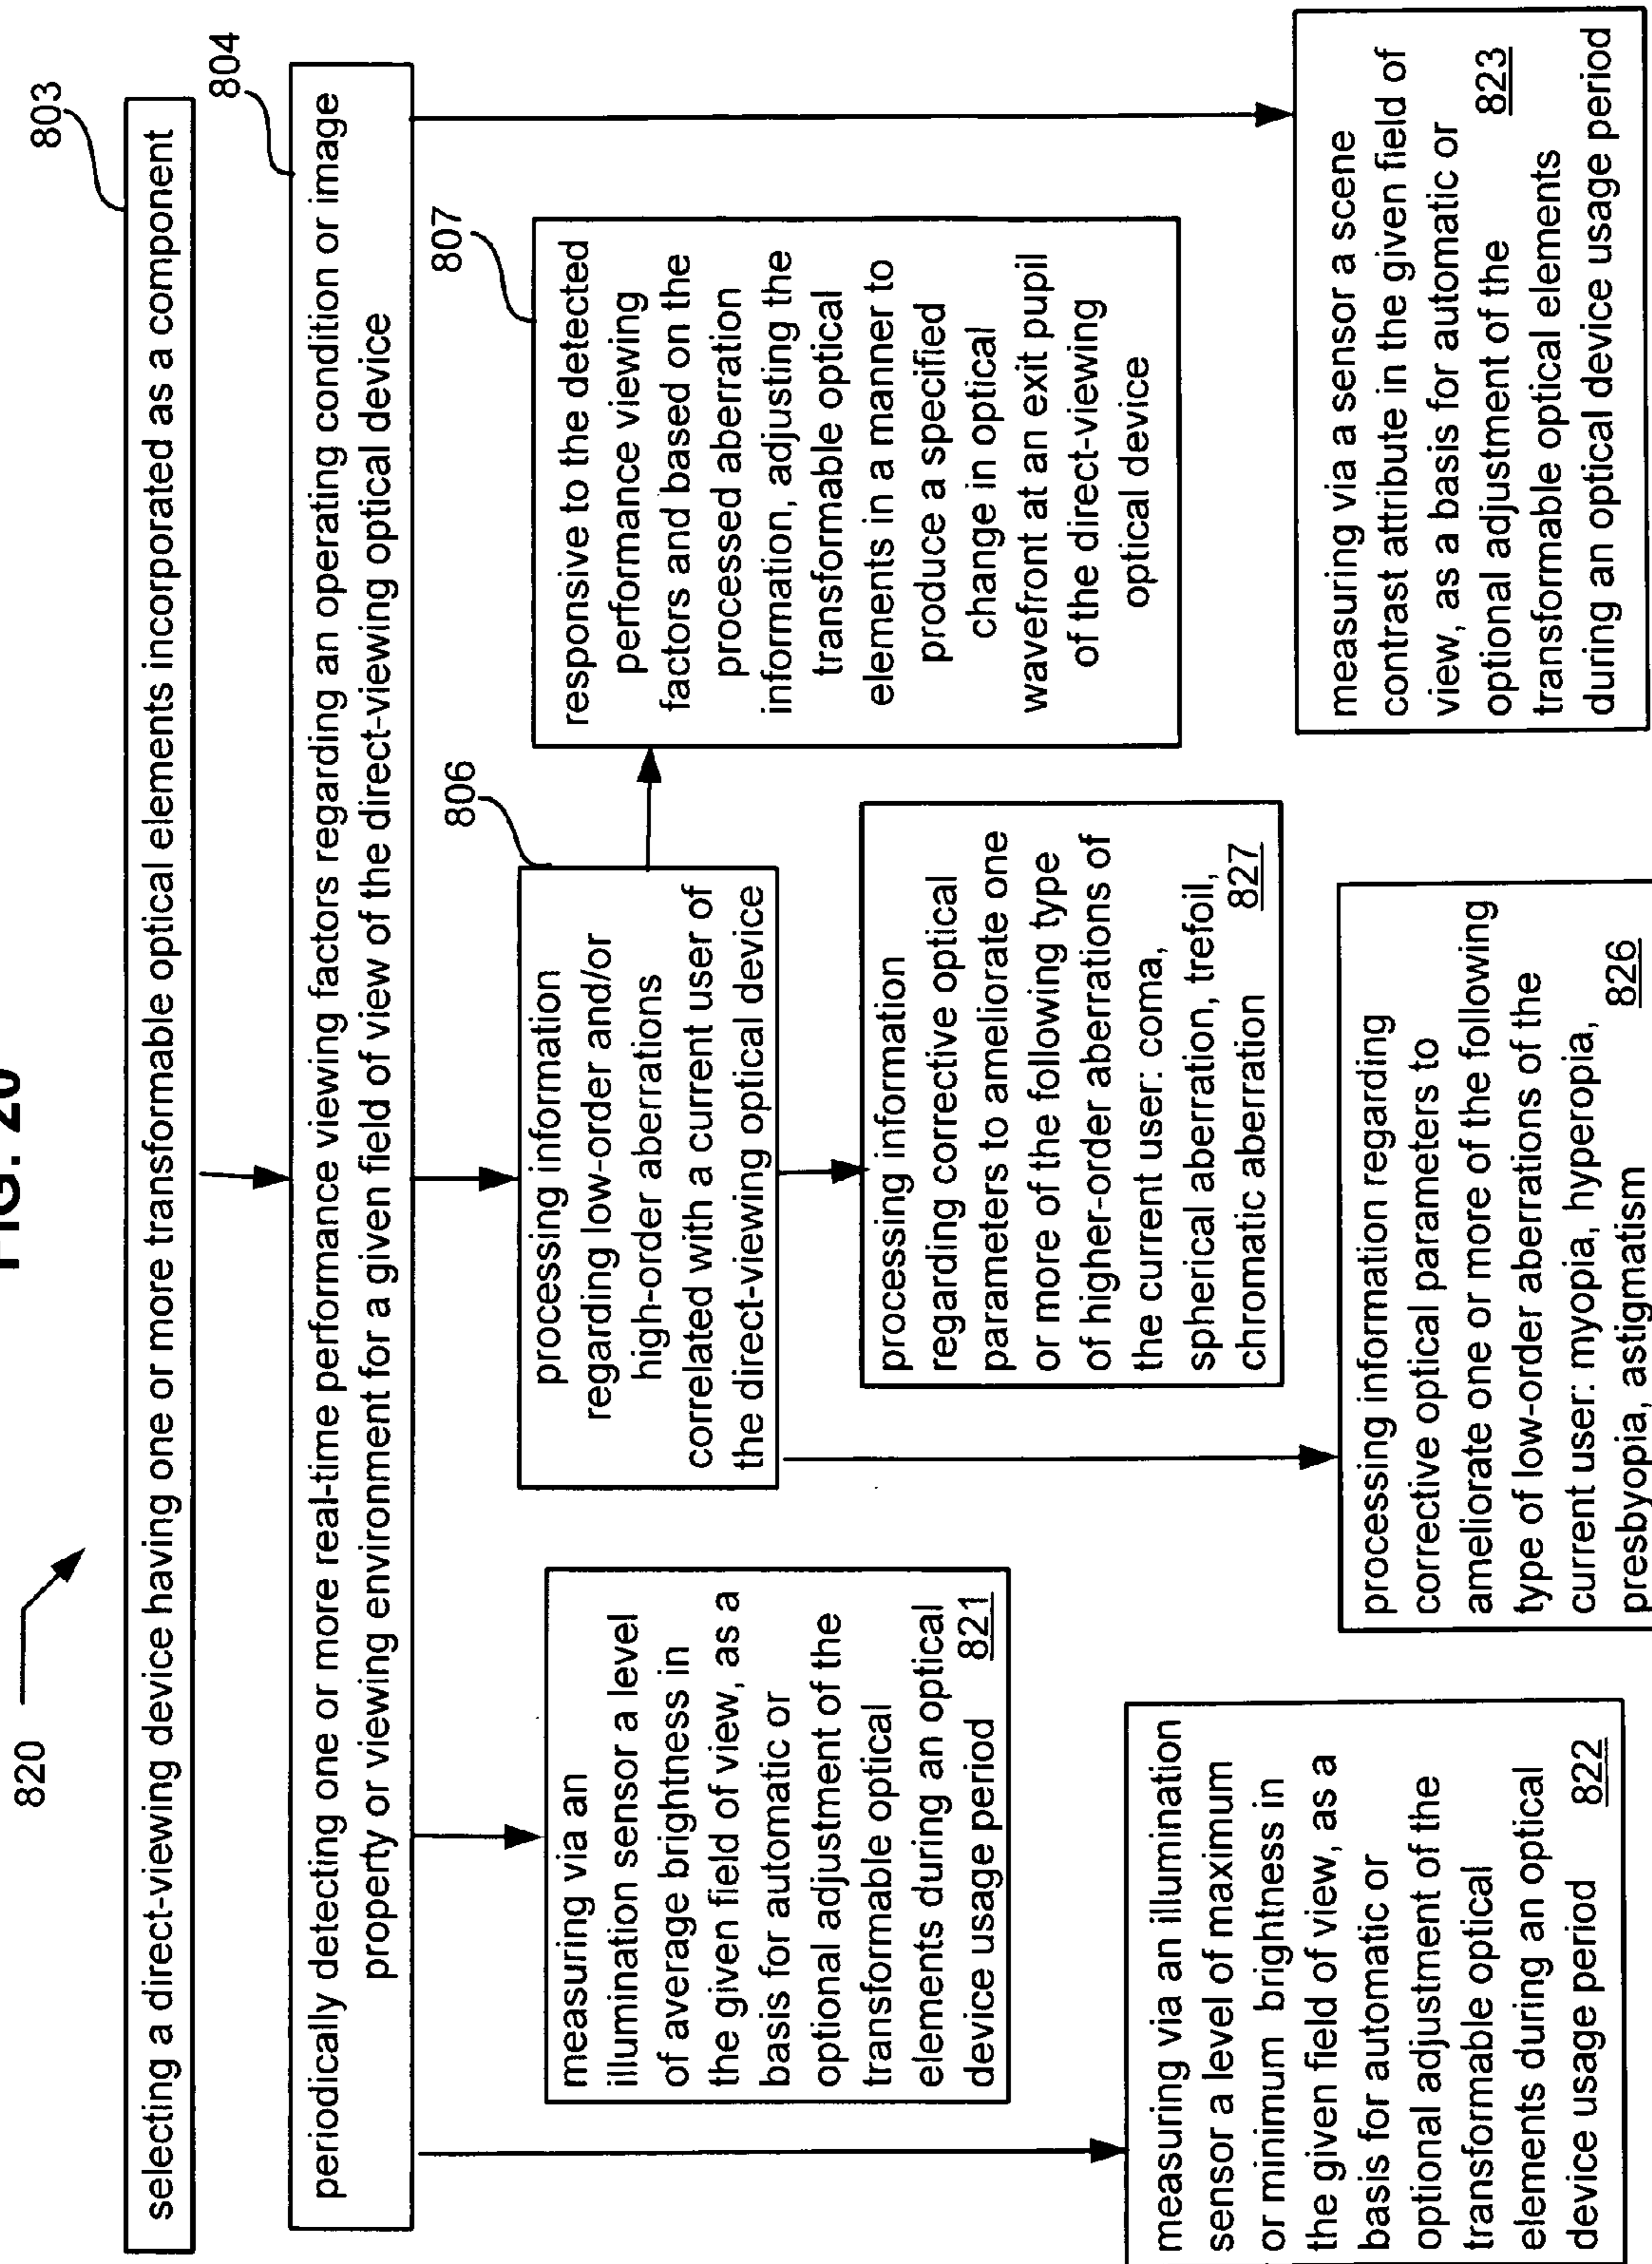 FIG. 20
820
803
selecting a direct-viewing device having one or more transformable optical elements incorporated as a component
804
periodically detecting one or more real-time performance viewing factors regarding an operating condition or image
property or viewing environment for a given field of view of the direct-viewing optical device
measuring via an
illumination sensor a level
of average brightness in
the given field of view, as a
basis for automatic or
optional adjustment of the
transformable optical
elements during an optical
device usage period 821
806
processing information
regarding low-order and/or
high-order aberrations
correlated with a current user of
the direct-viewing optical device
807
responsive to the detected
performance viewing
factors and based on the
processed aberration
information, adjusting the
transformable optical
elements in a manner to
produce a specified
change in optical
wavefront at an exit pupil
of the direct-viewing
optical device
processing information
regarding corrective optical
parameters to ameliorate one
or more of the following type
of higher-order aberrations of
the current user: coma,
spherical aberration, trefoil,
chromatic aberration 827
measuring via an illumination
sensor a level of maximum
or minimum brightness in
the given field of view, as a
basis for automatic or
optional adjustment of the
transformable optical
elements during an optical
device usage period 822
processing information regarding
corrective optical parameters to
ameliorate one or more of the following
type of low-order aberrations of the
current user: myopia, hyperopia,
presbyopia, astigmatism 826
measuring via a sensor a scene
contrast attribute in the given field of
view, as a basis for automatic or
optional adjustment of the
transformable optical elements 823
during an optical device usage period